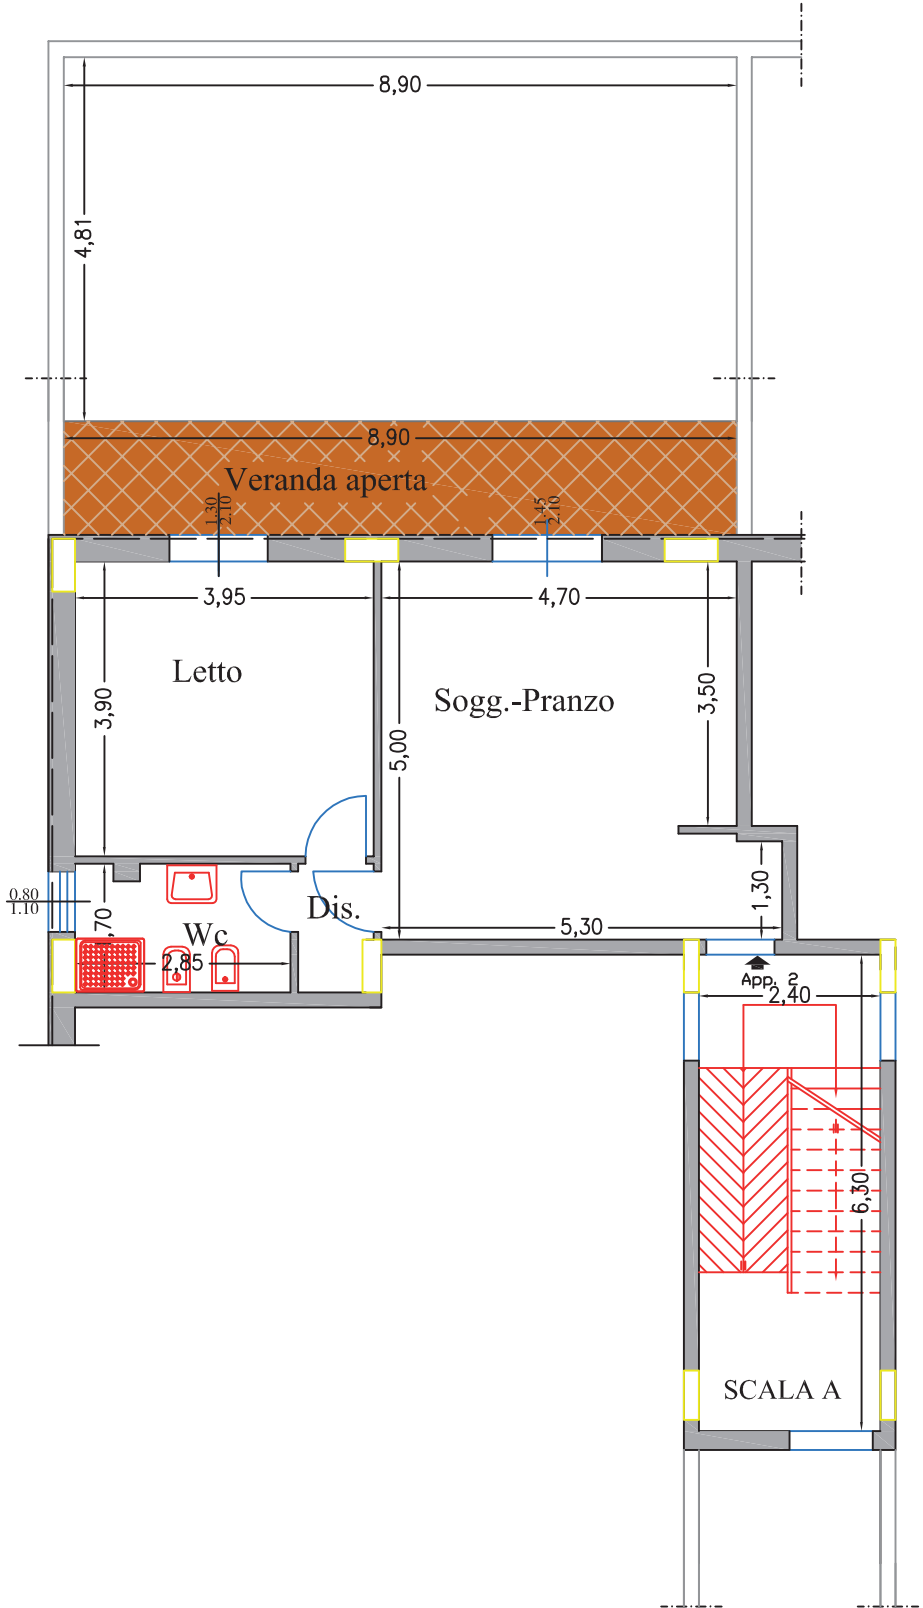 8,90
4,81
8,90
Veranda aperta
1.30
2.10
1.45
2.10
3,95
4,70
Letto
Sogg.-Pranzo
3,90
5,00
3,50
0.80
1.10
,70
Wc
Dis.
2,85
5,30
1,30
App. 2
2,40
6,30
SCALA A